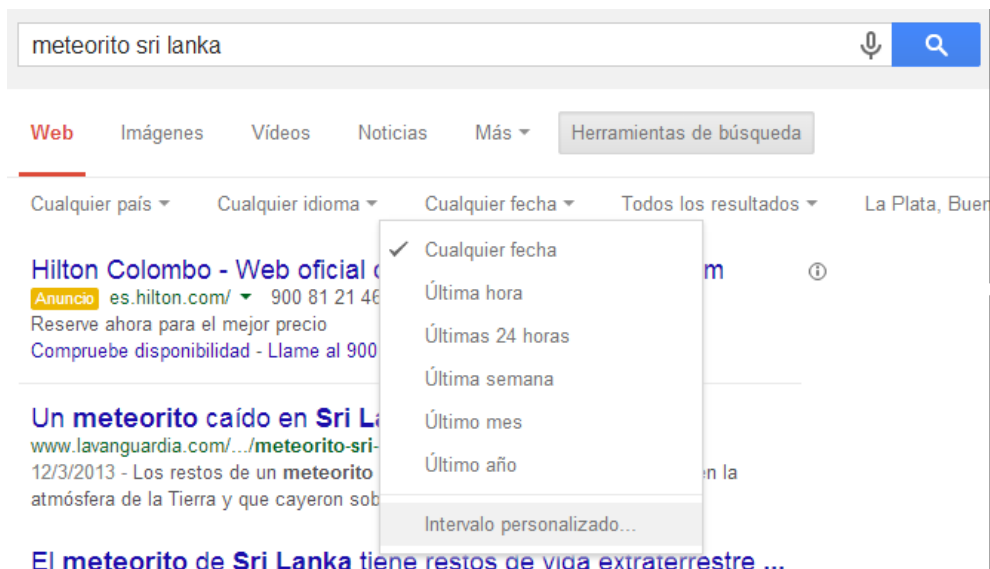 meteorito sri lanka
Web Imágenes Vídeos Noticias Más Herramientas de búsqueda
Cualquier país Cualquier idioma Cualquier fecha Todos los resultados La Plata, Buen
Cualquier fecha
Última hora
Últimas 24 horas
Última semana
Último mes
Último año
Intervalo personalizado...
Hilton Colombo - Web oficial
Anuncio es.hilton.com/ 900 81 21 46
Reserve ahora para el mejor precio
Compruebe disponibilidad - Llame al 900
Un meteorito caído en Sri
www.lavanguardia.com/.../meteorito-sri-
12/3/2013 - Los restos de un meteorito en la
atmósfera de la Tierra y que cayeron sob
El meteorito de Sri Lanka tiene restos de vida extraterrestre ...